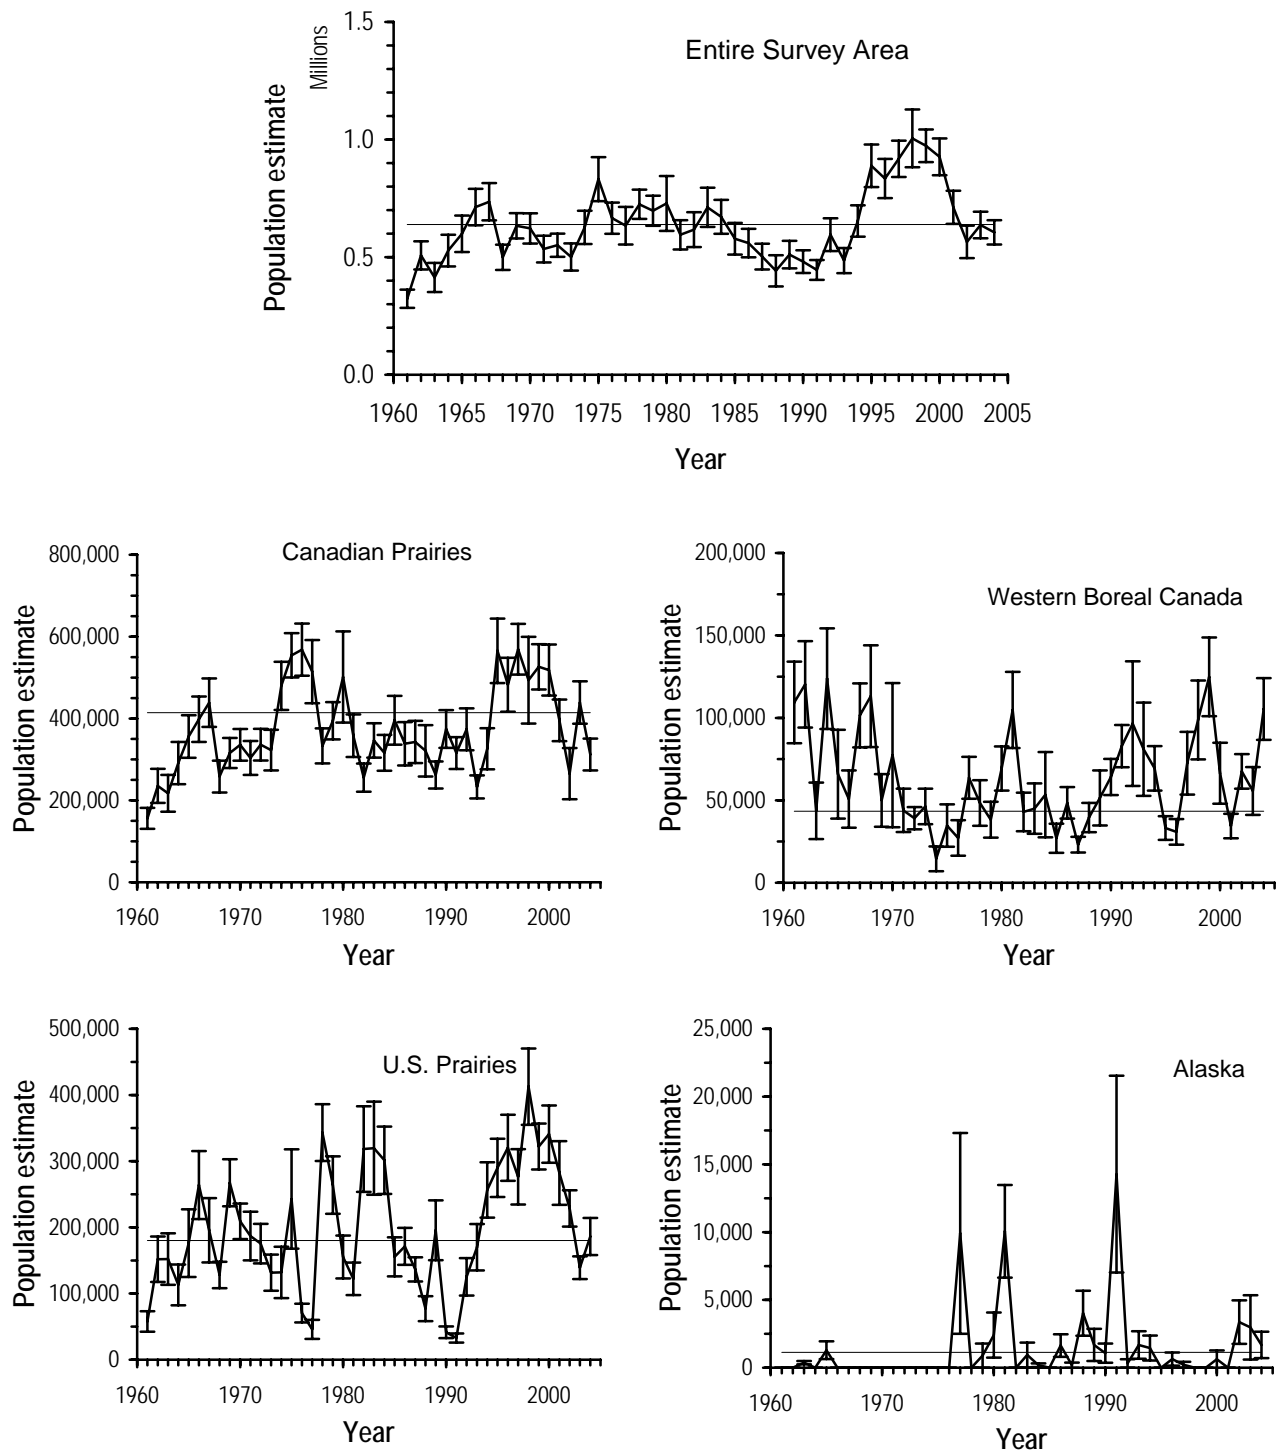 Entire Survey Area
Millions
Population estimate
1.5
1.0
0.5
0.0
1960 1965 1970 1975 1980 1985 1990 1995 2000 2005
Year
Canadian Prairies
Population estimate
800,000
600,000
400,000
200,000
0
1960 1970 1980 1990 2000
Year
Western Boreal Canada
Population estimate
200,000
150,000
100,000
50,000
0
1960 1970 1980 1990 2000
Year
U.S. Prairies
Population estimate
500,000
400,000
300,000
200,000
100,000
0
1960 1970 1980 1990 2000
Year
Alaska
Population estimate
25,000
20,000
15,000
10,000
5,000
0
1960 1970 1980 1990 2000
Year